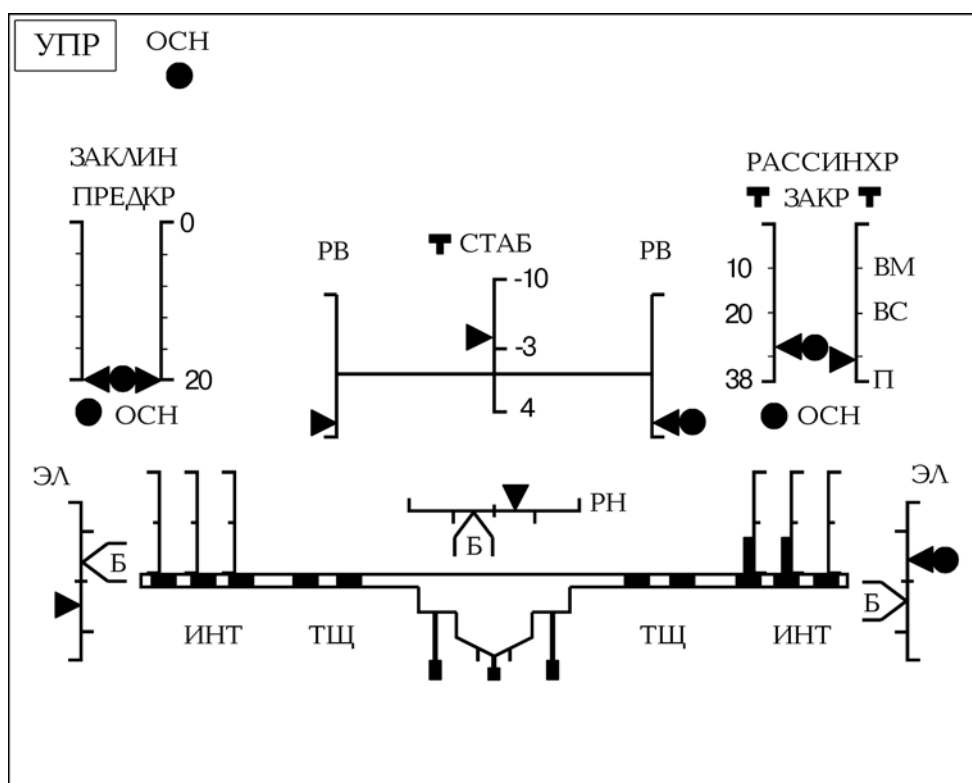 УПР
ОСН
ЗАКЛИН
ПРЕДКР
0
20
ОСН
РВ
СТАБ
-10
-3
4
РВ
РАССИНХР
ЗАКР
10
20
38
ВМ
ВС
П
ОСН
ЭЛ
Б
РН
Б
ЭЛ
Б
ИНТ
ТЩ
ТЩ
ИНТ